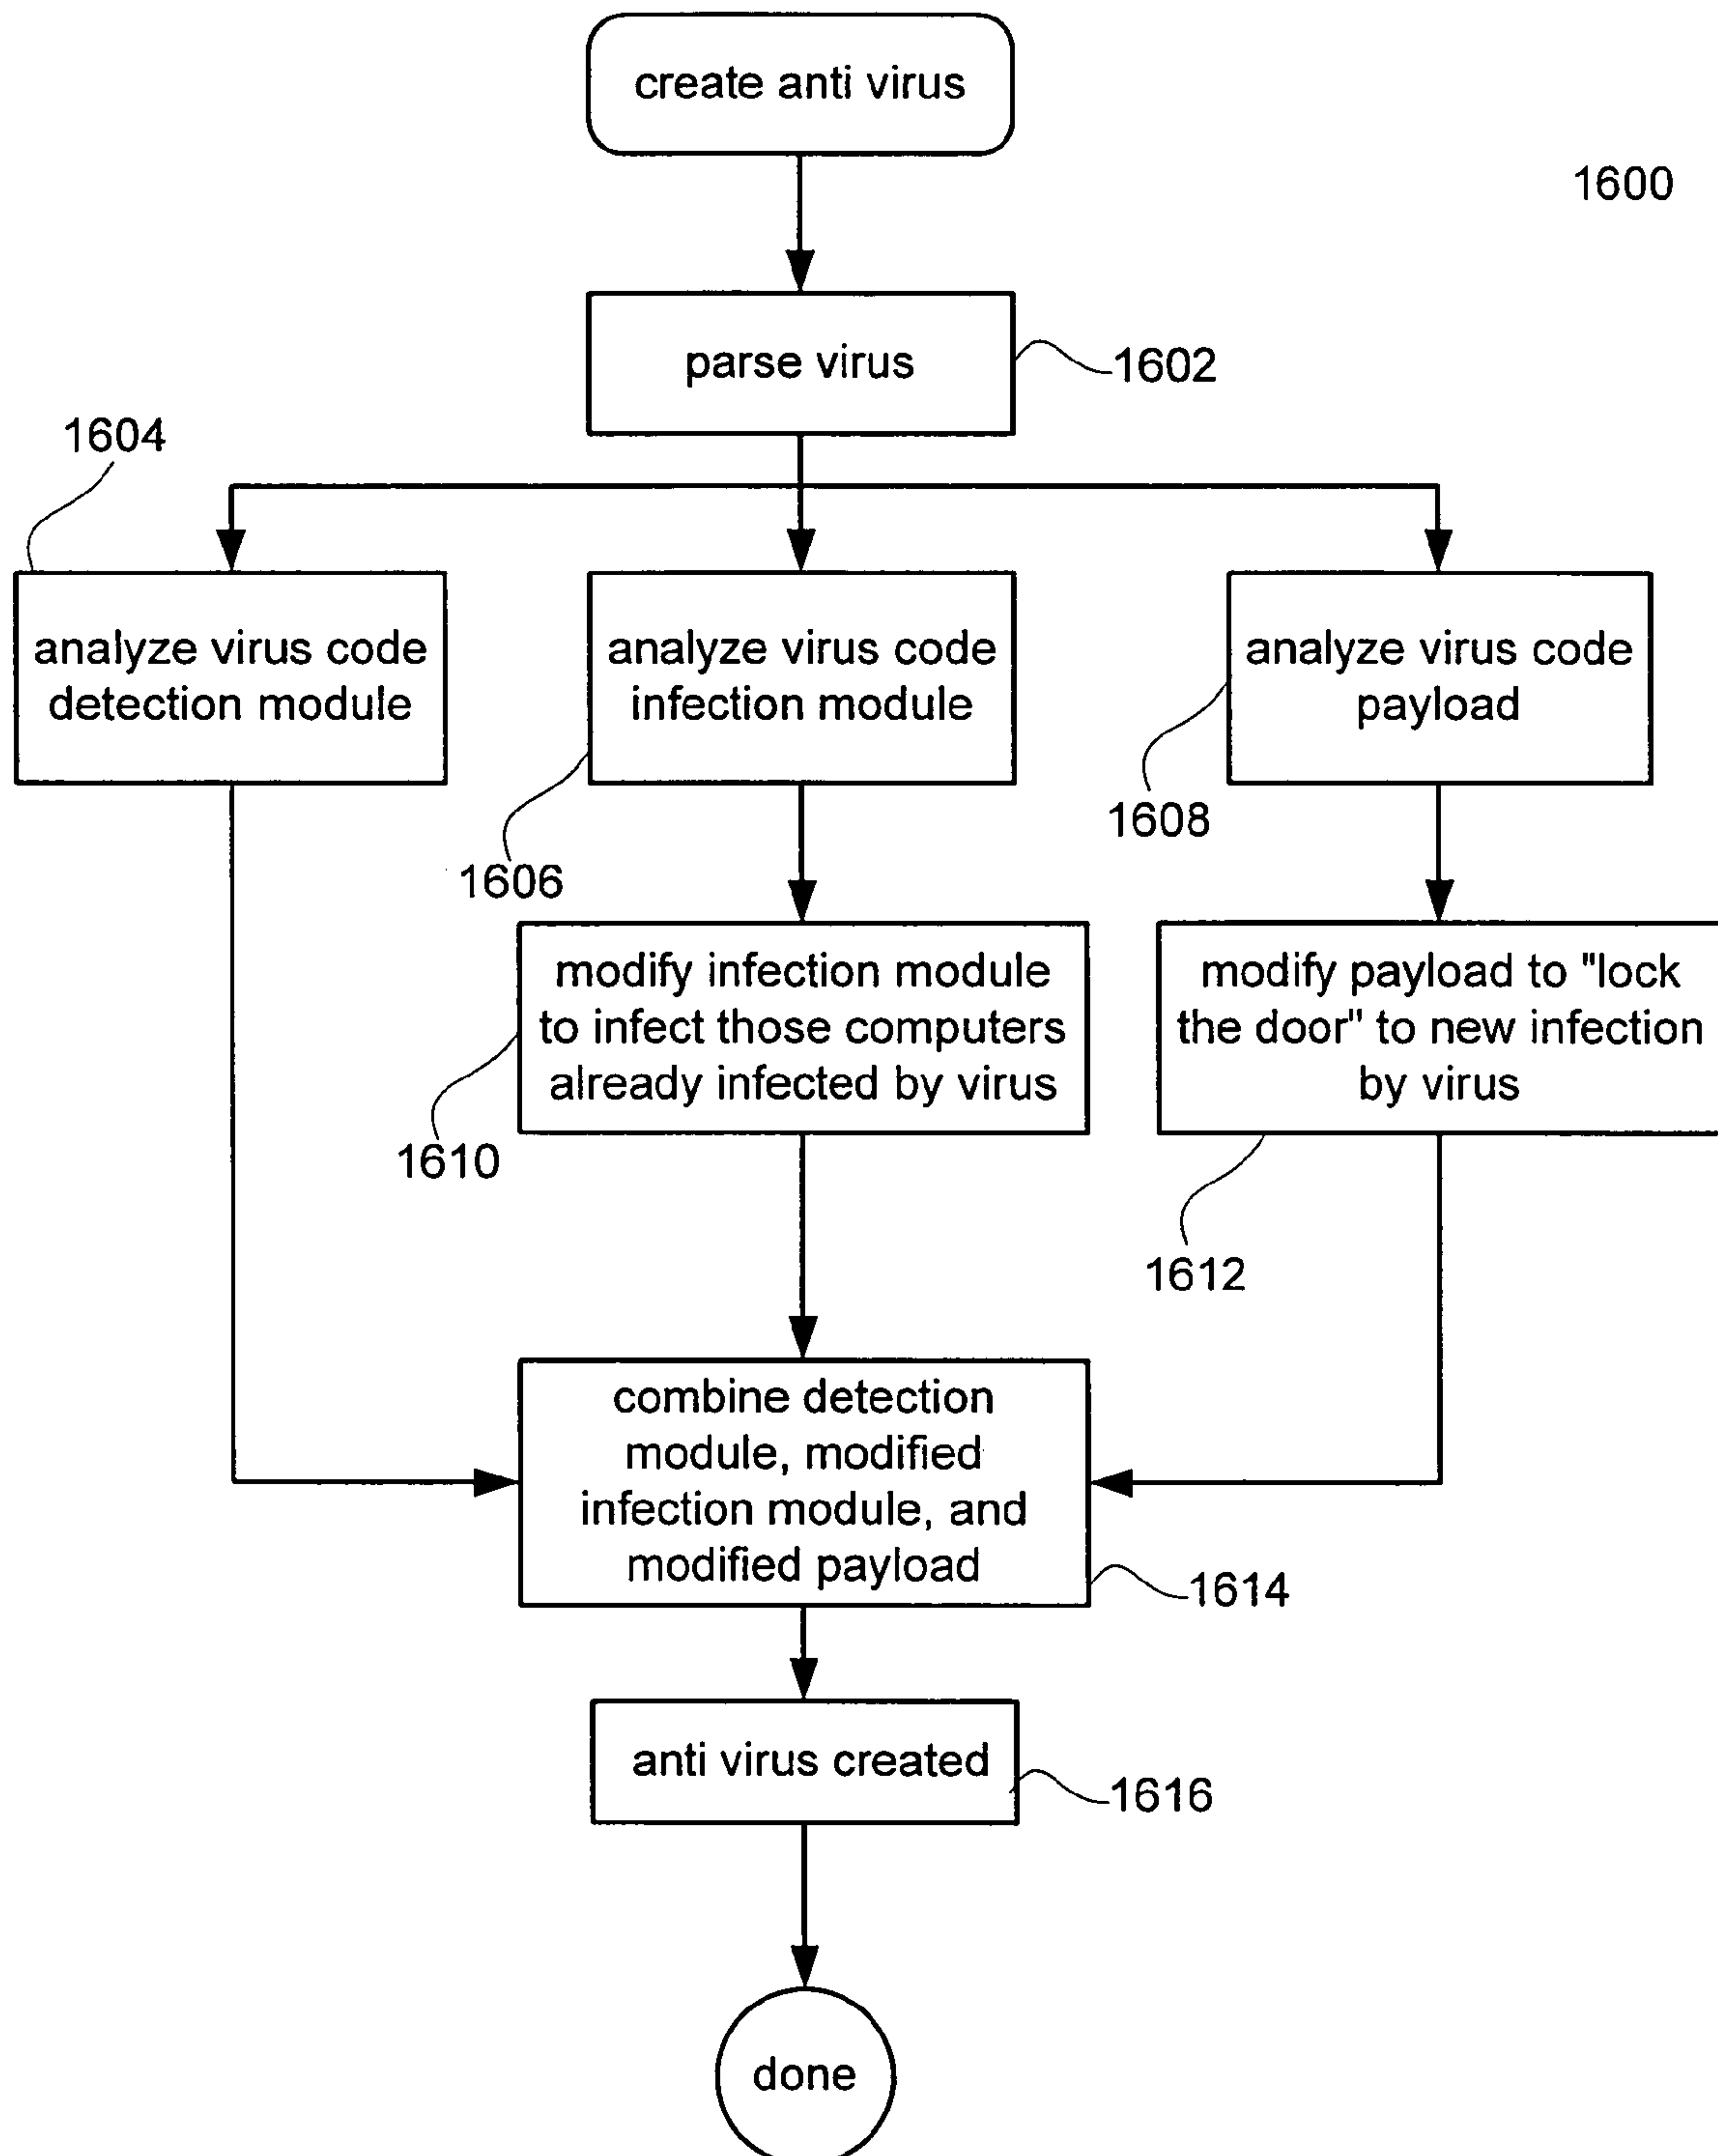 create anti virus
1600
parse virus
1602
1604
analyze virus code
detection module
analyze virus code
infection module
analyze virus code
payload
1606
1608
modify infection module
to infect those computers
already infected by virus
modify payload to "lock
the door" to new infection
by virus
1610
1612
combine detection
module, modified
infection module, and
modified payload
1614
anti virus created
1616
done